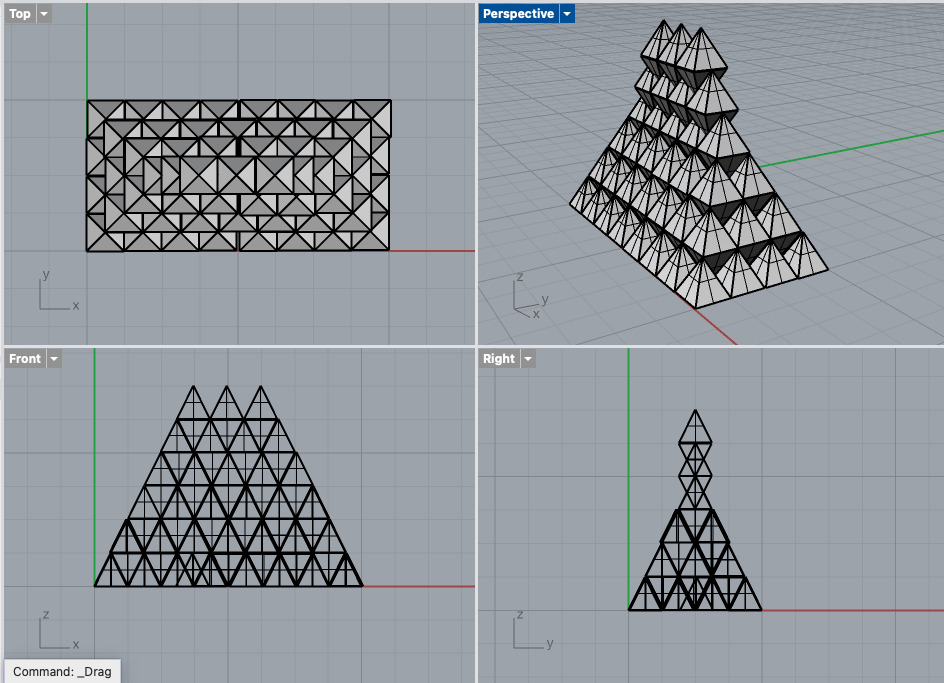 Top
Perspective
y
x
z
y
x
Front
Right
z
x
z
y
Command: _Drag